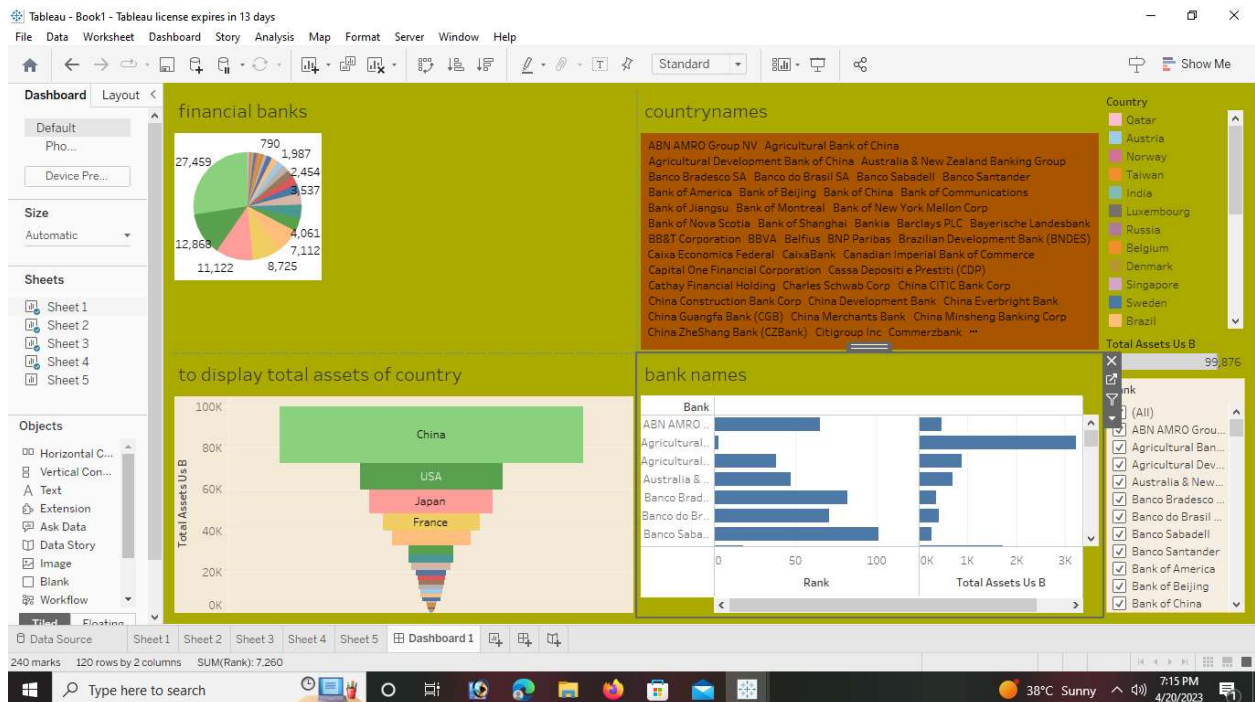 Tableau - Book1 - Tableau license expires in 13 days
File Data Worksheet Dashboard Story Analysis Map Format Server Window Help
Standard
Show Me
Dashboard Layout
Default
Pho...
Device Pre...
Size
Automatic
Sheets
Sheet 1
Sheet 2
Sheet 3
Sheet 4
Sheet 5
Objects
Horizontal C...
Vertical Con...
A Text
Extension
Ask Data
Data Story
Image
Blank
Workflow
Tiled Floating
financial banks
790
1,987
27,459
2,454
3,537
4,061
12,863
7,112
11,122
8,725
countrynames
ABN AMRO Group NV Agricultural Bank of China
Agricultural Development Bank of China Australia & New Zealand Banking Group
Banco Bradesco SA Banco do Brasil SA Banco Sabadell Banco Santander
Bank of America Bank of Beijing Bank of China Bank of Communications
Bank of Jiangsu Bank of Montreal Bank of New York Mellon Corp
Bank of Nova Scotia Bank of Shanghai Bankia Barclays PLC Bayerische Landesbank
BB&T Corporation BBVA Belfius BNP Paribas Brazilian Development Bank (BNDES)
Caixa Economica Federal CaixaBank Canadian Imperial Bank of Commerce
Capital One Financial Corporation Cassa Depositi e Prestiti (CDP)
Cathay Financial Holding Charles Schwab Corp China CITIC Bank Corp
China Construction Bank Corp China Development Bank China Everbright Bank
China Guangfa Bank (CGB) China Merchants Bank China Minsheng Banking Corp
China ZheShang Bank (CZBank) Citigroup Inc Commerzbank ...
Country
Qatar
Austria
Norway
Taiwan
India
Luxembourg
Russia
Belgium
Denmark
Singapore
Sweden
Brazil
Total Assets Us B
99,876
to display total assets of country
100K
80K
60K
40K
20K
0K
Total Assets Us B
China
USA
Japan
France
bank names
Bank
ABN AMRO ..
Agricultural..
Agricultural..
Australia & ..
Banco Brad..
Banco do Br..
Banco Saba..
0 50 100
Rank
0K 1K 2K 3K
Total Assets Us B
nk
(All)
ABN AMRO Grou...
Agricultural Ban...
Agricultural Dev...
Australia & New...
Banco Bradesco ...
Banco do Brasil ...
Banco Sabadell
Banco Santander
Bank of America
Bank of Beijing
Bank of China
Data Source Sheet 1 Sheet 2 Sheet 3 Sheet 4 Sheet 5 Dashboard 1
240 marks 120 rows by 2 columns SUM(Rank): 7,260
Type here to search
38°C Sunny
7:15 PM
4/20/2023